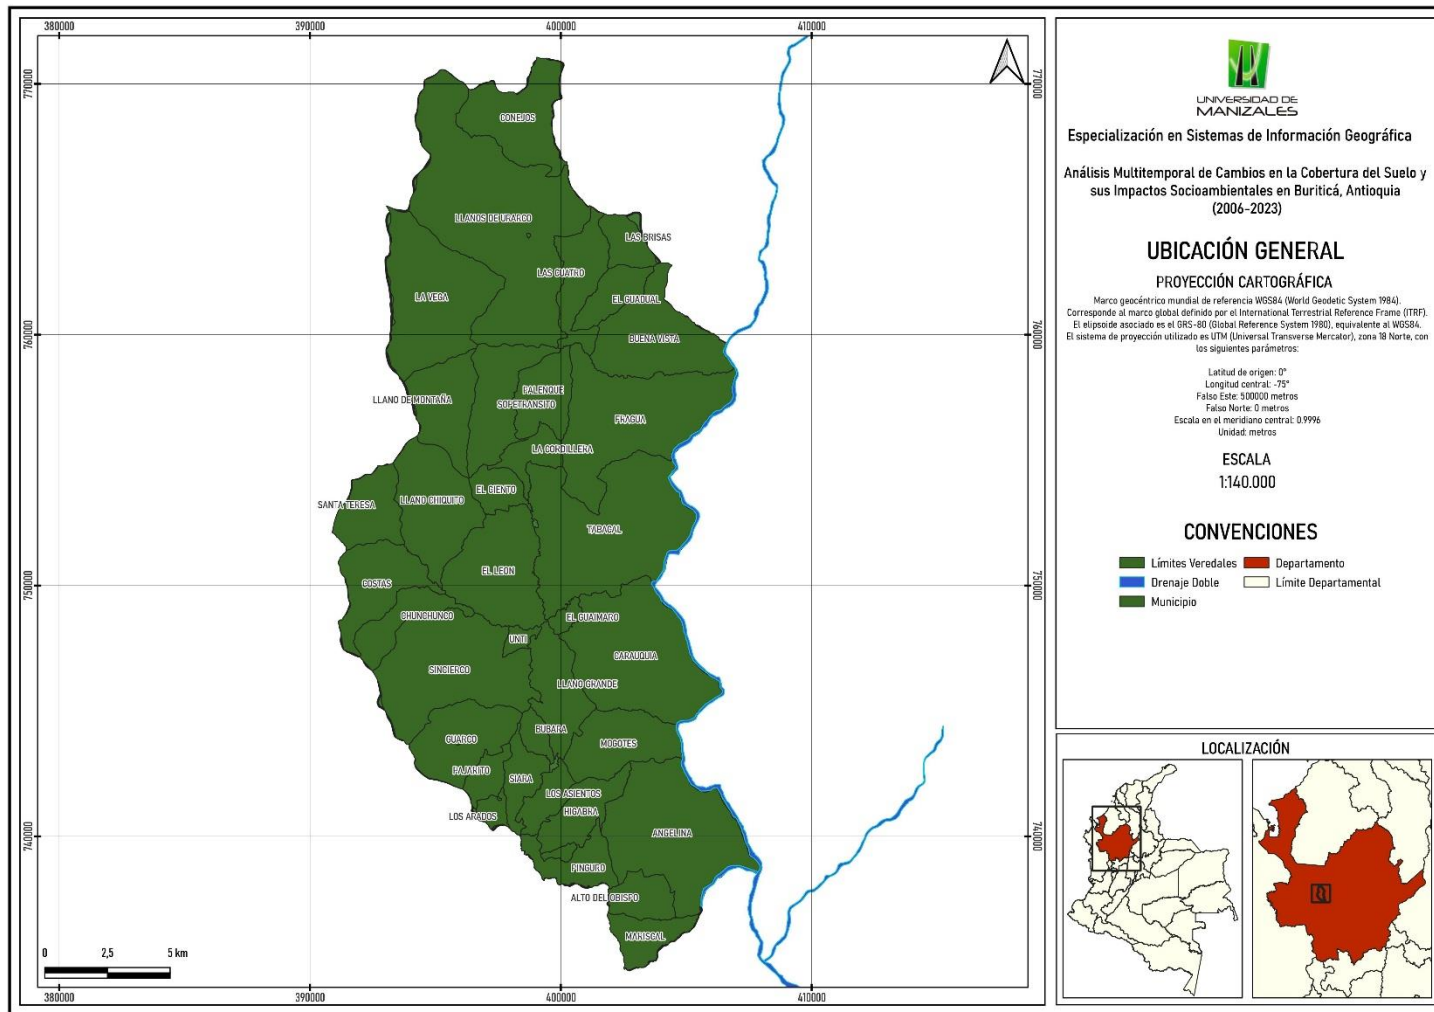 380000
390000
400000
410000
770000
770000
CONEJOS
LLANOS DE URARCO
LAS BRISAS
LAS CUATRO
LA VEGA
EL GUADUAL
760000
760000
BUENA VISTA
PALENQUE
LLANO DE MONTAÑA
SOPETRANSITO
FRAGUA
LA CORDILLERA
EL CIENTO
LLANO CHIQUITO
SANTA TERESA
TABACAL
EL LEON
COSTAS
750000
750000
CHUNCHUNCO
EL GUAIMARO
UNTI
CARAUQUIA
SINCIERCO
LLANO GRANDE
BUBARA
GUARCO
MOGOTES
PAJARITO
SIARA
LOS ASIENTOS
LOS ARADOS
HIGABRA
ANGELINA
740000
740000
PINGURO
ALTO DEL OBISPO
MARISCAL
0
2,5
5 km
380000
390000
400000
410000
UNIVERSIDAD DE
MANIZALES
Especialización en Sistemas de Información Geográfica
Análisis Multitemporal de Cambios en la Cobertura del Suelo y
sus Impactos Socioambientales en Buriticá, Antioquia
(2006-2023)
UBICACIÓN GENERAL
PROYECCIÓN CARTOGRÁFICA
Marco geocéntrico mundial de referencia WGS84 (World Geodetic System 1984).
Corresponde al marco global definido por el International Terrestrial Reference Frame (ITRF).
El elipsoide asociado es el GRS-80 (Global Reference System 1980), equivalente al WGS84.
El sistema de proyección utilizado es UTM (Universal Transverse Mercator), zona 18 Norte, con
los siguientes parámetros:
Latitud de origen: 0°
Longitud central: -75°
Falso Este: 500000 metros
Falso Norte: 0 metros
Escala en el meridiano central: 0.9996
Unidad: metros
ESCALA
1:140.000
CONVENCIONES
Límites Veredales
Departamento
Drenaje Doble
Límite Departamental
Municipio
LOCALIZACIÓN